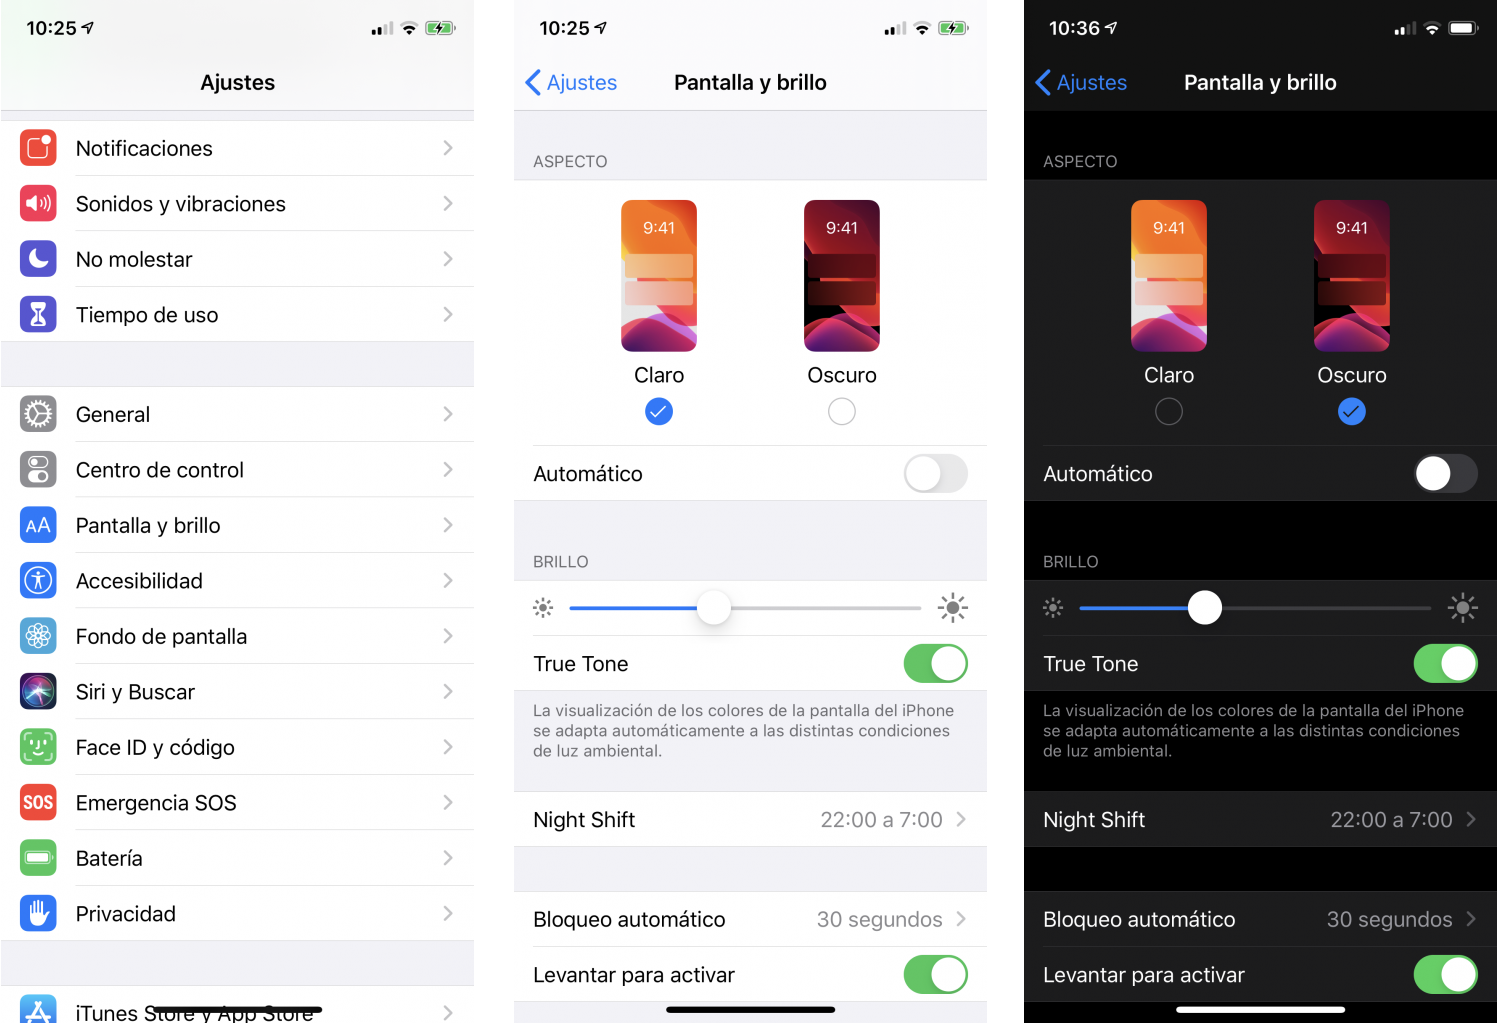 10:25
Ajustes
Notificaciones
Sonidos y vibraciones
No molestar
Tiempo de uso
General
Centro de control
AA
Pantalla y brillo
Accesibilidad
Fondo de pantalla
Siri y Buscar
Face ID y código
SOS
Emergencia SOS
Batería
Privacidad
iTunes Store y App Store
10:25
Ajustes
Pantalla y brillo
ASPECTO
9:41
9:41
Claro
Oscuro
Automático
BRILLO
True Tone
La visualización de los colores de la pantalla del iPhone
se adapta automáticamente a las distintas condiciones
de luz ambiental.
Night Shift
22:00 a 7:00
Bloqueo automático
30 segundos
Levantar para activar
10:36
Ajustes
Pantalla y brillo
ASPECTO
9:41
9:41
Claro
Oscuro
Automático
BRILLO
True Tone
La visualización de los colores de la pantalla del iPhone
se adapta automáticamente a las distintas condiciones
de luz ambiental.
Night Shift
22:00 a 7:00
Bloqueo automático
30 segundos
Levantar para activar